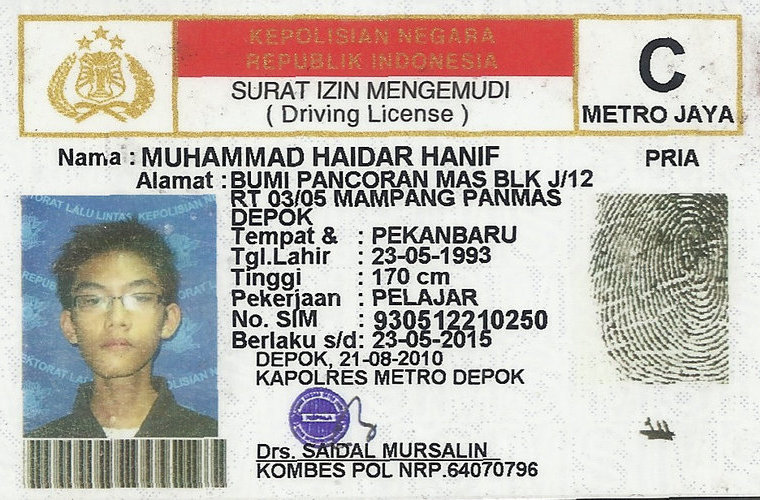 KEPOLISIAN NEGARA
REPUBLIK INDONESIA
SURAT IZIN MENGEMUDI
( Driving License )
C
METRO JAYA
Nama : MUHAMMAD HAIDAR HANIF
PRIA
Alamat : BUMI PANCORAN MAS BLK J/12
RT 03/05 MAMPANG PANMAS
DEPOK
Tempat & : PEKANBARU
Tgl.Lahir : 23-05-1993
Tinggi : 170 cm
Pekerjaan : PELAJAR
No. SIM : 930512210250
Berlaku s/d : 23-05-2015
DEPOK, 21-08-2010
KAPOLRES METRO DEPOK
Drs. SAIDAL MURSALIN
KOMBES POL NRP.64070796